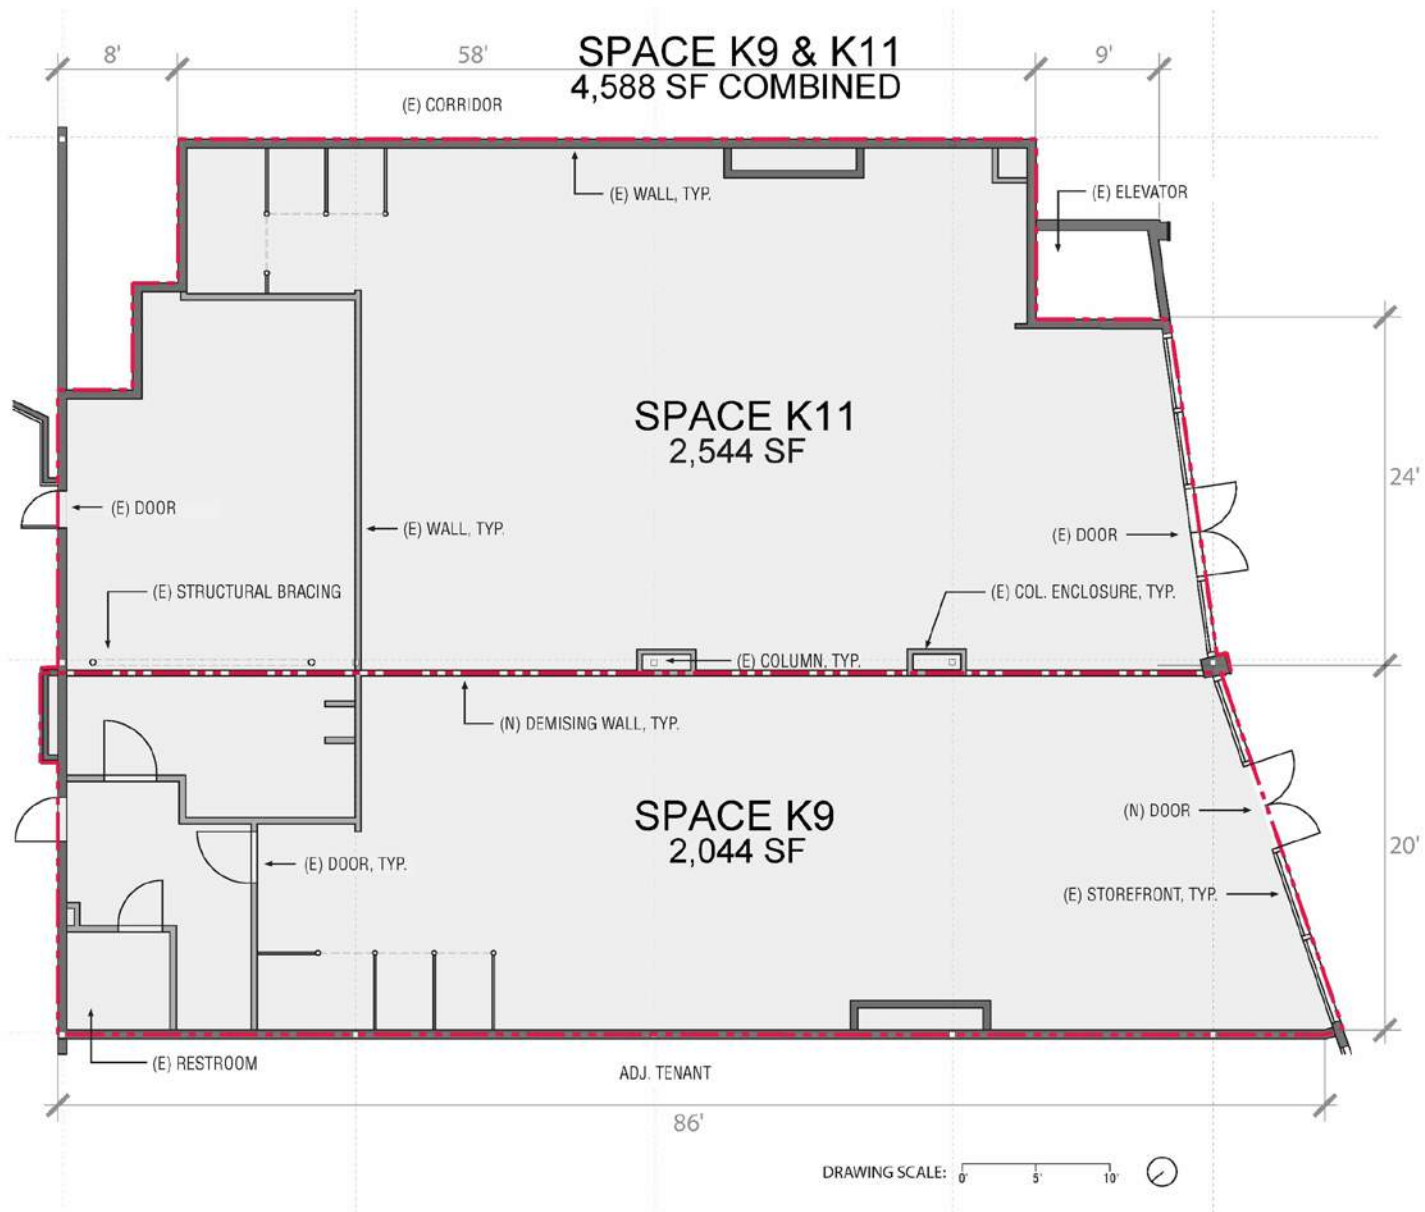 SPACE K9 & K11
4,588 SF COMBINED
8'
58'
9'
(E) CORRIDOR
(E) WALL, TYP.
(E) ELEVATOR
SPACE K11
2,544 SF
24'
(E) DOOR
(E) WALL, TYP.
(E) DOOR
(E) STRUCTURAL BRACING
(E) COL. ENCLOSURE, TYP.
(E) COLUMN, TYP.
(N) DEMISING WALL, TYP.
SPACE K9
2,044 SF
(N) DOOR
20'
(E) DOOR, TYP.
(E) STOREFRONT, TYP.
(E) RESTROOM
ADJ. TENANT
86'
DRAWING SCALE:
0' 5' 10'